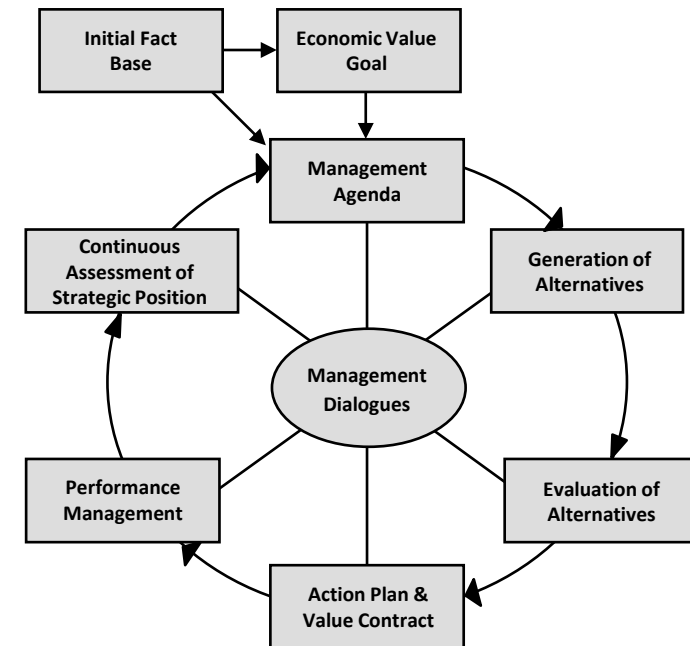 Initial Fact
Base
Economic Value
Goal
Management
Agenda
Continuous
Assessment of
Strategic Position
Generation of
Alternatives
Management
Dialogues
Performance
Management
Evaluation of
Alternatives
Action Plan &
Value Contract